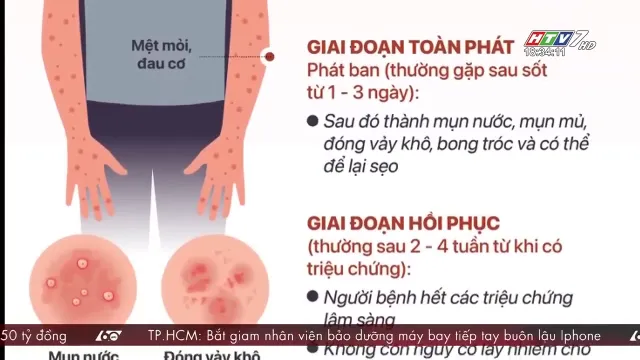 HTV7 HD
18:34:11
Mệt mỏi,
đau cơ
GIAI ĐOẠN TOÀN PHÁT
Phát ban (thường gặp sau sốt
từ 1 - 3 ngày):
Sau đó thành mụn nước, mụn mủ,
đóng vảy khô, bong tróc và có thể
để lại sẹo
GIAI ĐOẠN HỒI PHỤC
(thường sau 2 - 4 tuần từ khi có
triệu chứng):
Người bệnh hết các triệu chứng
lâm sàng
Không còn nguy cơ lây nhiễm cho
Mụn nước
Đóng vảy khô
50 tỷ đồng
60
TP.HCM: Bắt giam nhân viên bảo dưỡng máy bay tiếp tay buôn lậu Iphone